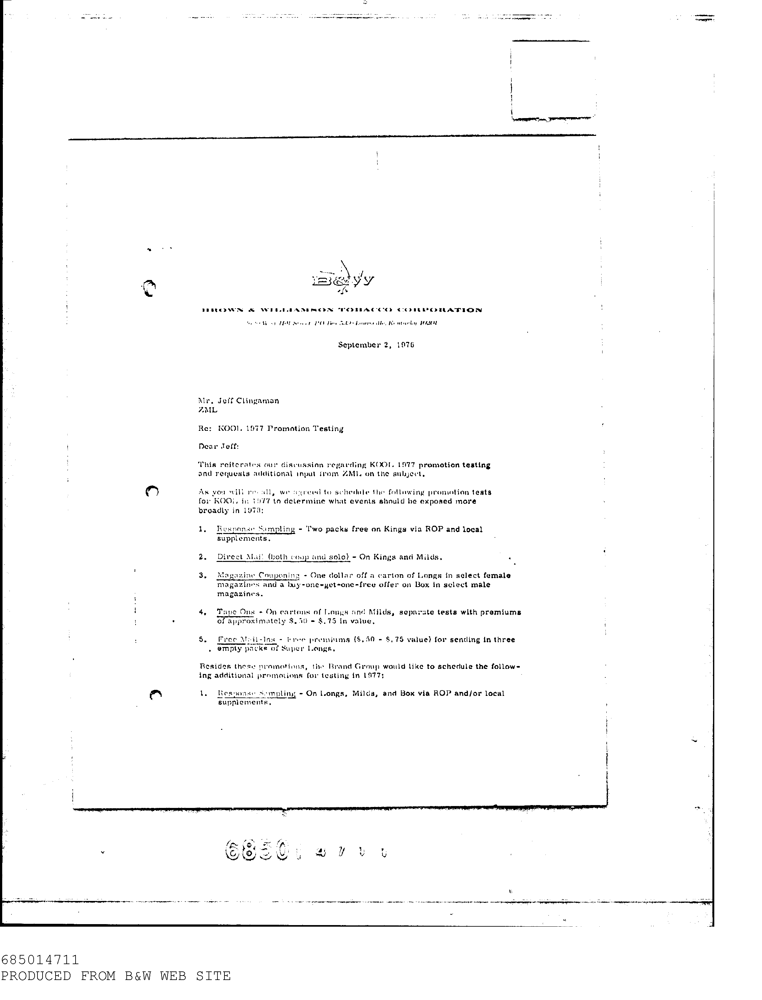 B&W
BROWN & WILLIAMSON TOBACCO CORPORATION
September 2, 1976
Mr. Jeff Clingaman
ZML
Re: KOOL 1977 Promotion Testing
Dear Jeff:
This reiterates our discussion regarding KOOL 1977 promotion testing
and requests additional input from ZML on the subject.
As you will recall, we agreed to schedule the following promotion tests
for KOOL in 1977 to determine what events should be exposed more
broadly in 1978:
1. Response Sampling - Two packs free on Kings via ROP and local
supplements.
2. Direct Mail (both coop and solo) - On Kings and Milds.
3. Magazine Couponing - One dollar off a carton of Longs in select female
magazines and a buy-one-get-one-free offer on Box in select male
magazines.
4. Tape Ons - On cartons of Longs and Milds, separate tests with premiums
of approximately $.50 - $.75 in value.
5. Free Mail-Ins - Free premiums ($.50 - $.75 value) for sending in three
empty packs of Super Longs.
Besides these promotions, the Brand Group would like to schedule the follow-
ing additional promotions for testing in 1977:
1. Response Sampling - On Longs, Milds, and Box via ROP and/or local
supplements.
685014711
PRODUCED FROM B&W WEB SITE